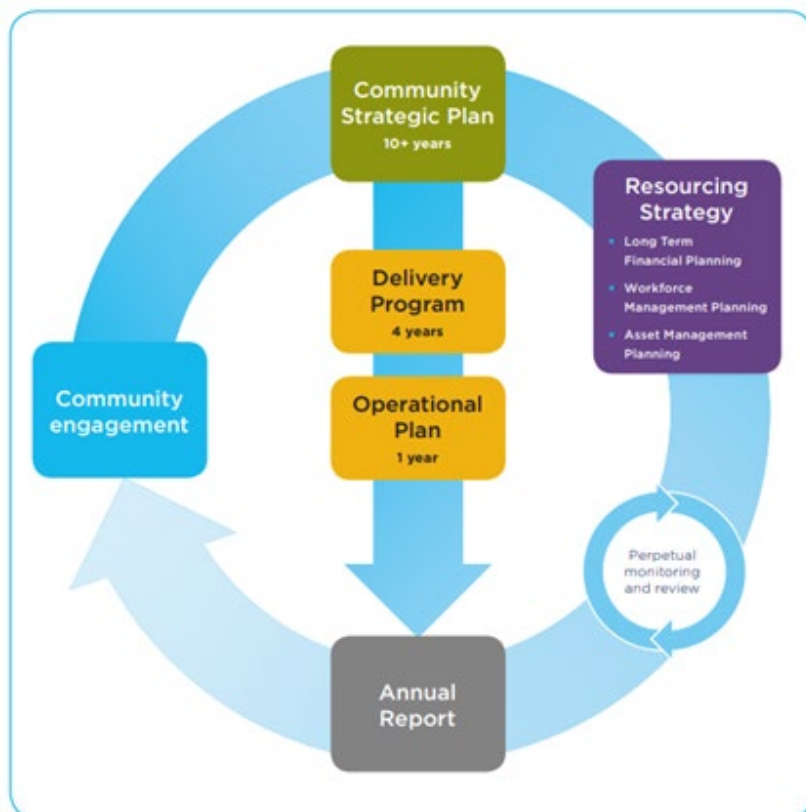 Community
Strategic Plan
10+ years
Resourcing
Strategy
• Long Term
Financial Planning
• Workforce
Management Planning
• Asset Management
Planning
Delivery
Program
4 years
Community
engagement
Operational
Plan
1 year
Perpetual
monitoring
and review
Annual
Report